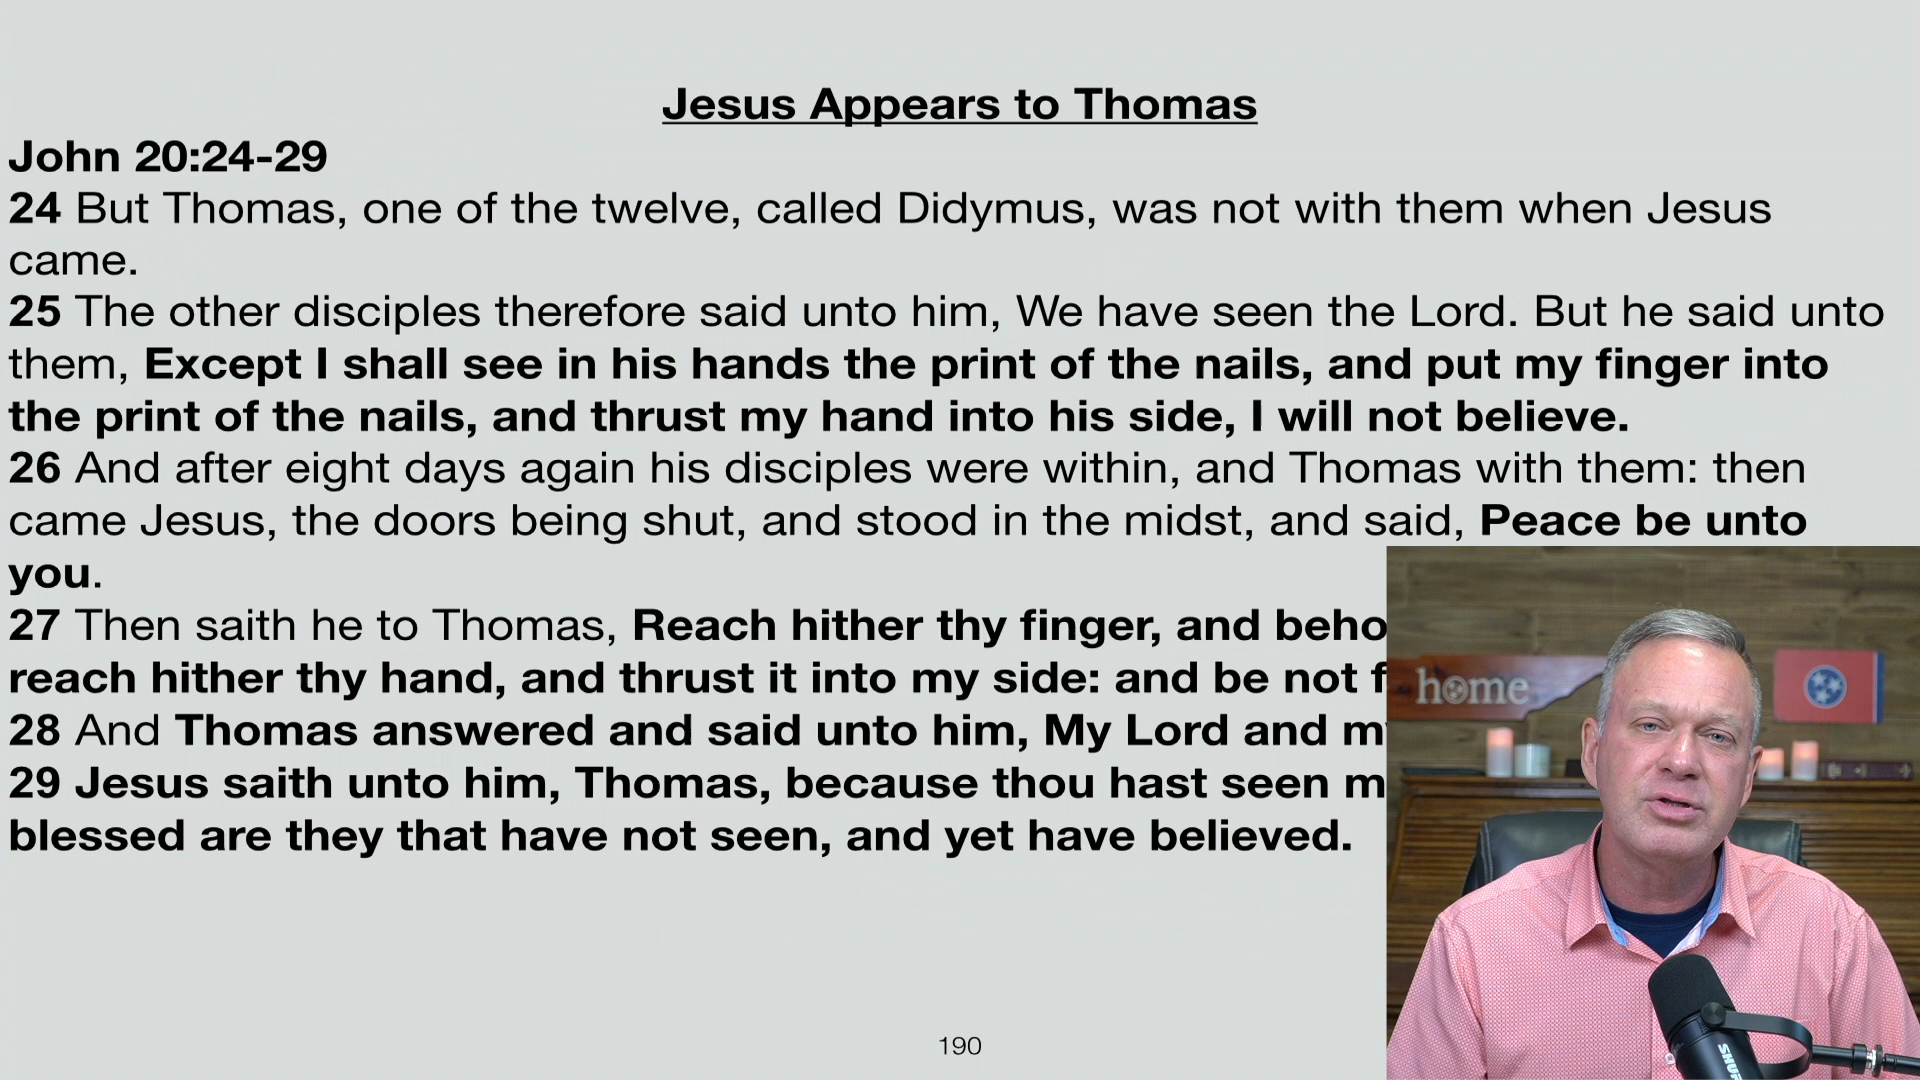 Jesus Appears to Thomas
John 20:24-29
24 But Thomas, one of the twelve, called Didymus, was not with them when Jesus
came.
25 The other disciples therefore said unto him, We have seen the Lord. But he said unto
them, Except I shall see in his hands the print of the nails, and put my finger into
the print of the nails, and thrust my hand into his side, I will not believe.
26 And after eight days again his disciples were within, and Thomas with them: then
came Jesus, the doors being shut, and stood in the midst, and said, Peace be unto
you.
27 Then saith he to Thomas, Reach hither thy finger, and
reach hither thy hand, and thrust it into my side: and be not
28 And Thomas answered and said unto him, My Lord and
29 Jesus saith unto him, Thomas, because thou hast seen
blessed are they that have not seen, and yet have believed.
home
190